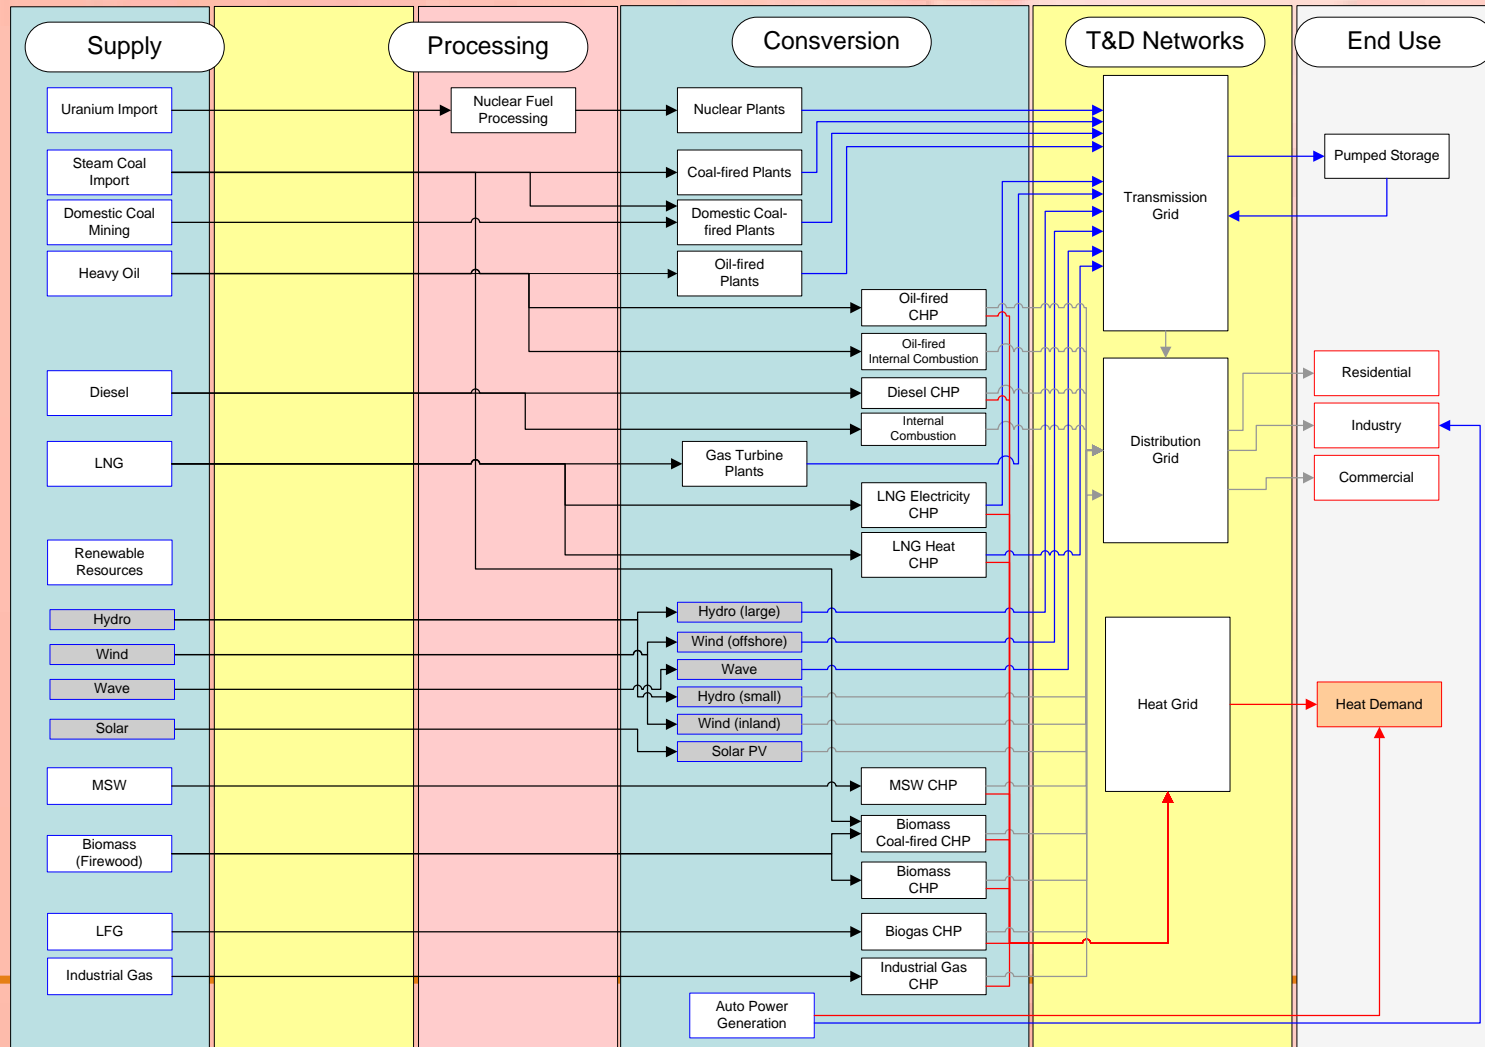 Supply
Processing
Consversion
T&D Networks
End Use
Uranium Import
Nuclear Fuel
Processing
Nuclear Plants
Steam Coal
Import
Coal-fired Plants
Domestic Coal
Mining
Domestic Coal-
fired Plants
Heavy Oil
Oil-fired
Plants
Oil-fired
CHP
Oil-fired
Internal Combustion
Diesel
Diesel CHP
Internal
Combustion
LNG
Gas Turbine
Plants
LNG Electricity
CHP
LNG Heat
CHP
Renewable
Resources
Hydro
Wind
Wave
Solar
Hydro (large)
Wind (offshore)
Wave
Hydro (small)
Wind (inland)
Solar PV
MSW
MSW CHP
Biomass
(Firewood)
Biomass
Coal-fired CHP
Biomass
CHP
LFG
Biogas CHP
Industrial Gas
Industrial Gas
CHP
Auto Power
Generation
Transmission
Grid
Distribution
Grid
Heat Grid
Pumped Storage
Residential
Industry
Commercial
Heat Demand